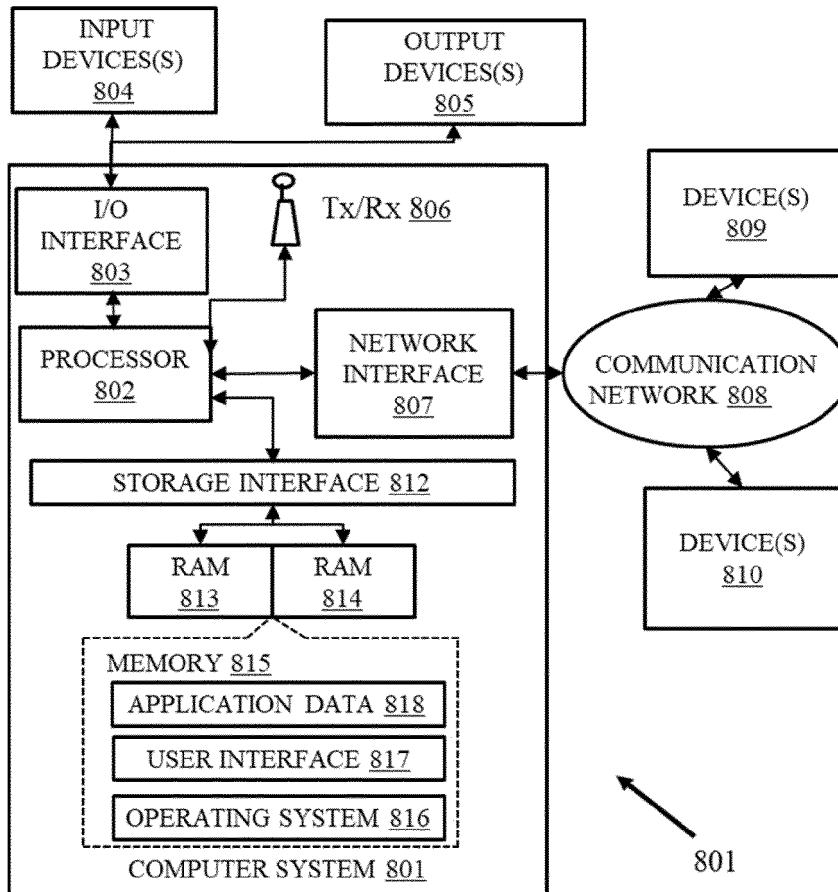 INPUT
DEVICES(S)
804
OUTPUT
DEVICES(S)
805
I/O
INTERFACE
803
Tx/Rx 806
DEVICE(S)
809
PROCESSOR
802
NETWORK
INTERFACE
807
COMMUNICATION
NETWORK 808
STORAGE INTERFACE 812
RAM
813
RAM
814
DEVICE(S)
810
MEMORY 815
APPLICATION DATA 818
USER INTERFACE 817
OPERATING SYSTEM 816
COMPUTER SYSTEM 801
801